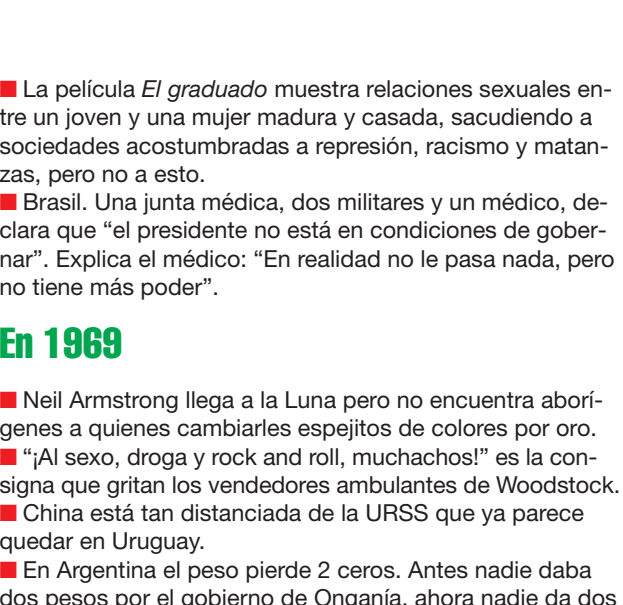 ■ La película El graduado muestra relaciones sexuales en-
tre un joven y una mujer madura y casada, sacudiendo a
sociedades acostumbradas a represión, racismo y matan-
zas, pero no a esto.
■ Brasil. Una junta médica, dos militares y un médico, de-
clara que “el presidente no está en condiciones de gober-
nar”. Explica el médico: “En realidad no le pasa nada, pero
no tiene más poder”.
En 1969
■ Neil Armstrong llega a la Luna pero no encuentra aborí-
genes a quienes cambiarles espejitos de colores por oro.
■ “¡Al sexo, droga y rock and roll, muchachos!” es la con-
signa que gritan los vendedores ambulantes de Woodstock.
■ China está tan distanciada de la URSS que ya parece
quedar en Uruguay.
■ En Argentina el peso pierde 2 ceros. Antes nadie daba
dos pesos por el gobierno de Onganía, ahora nadie da dos